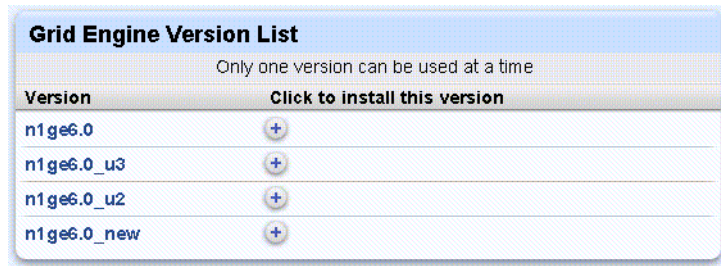 Grid Engine Version List
Only one version can be used at a time
Version Click to install this version
n1ge6.0
n1ge6.0_u3
n1ge6.0_u2
n1ge6.0_new